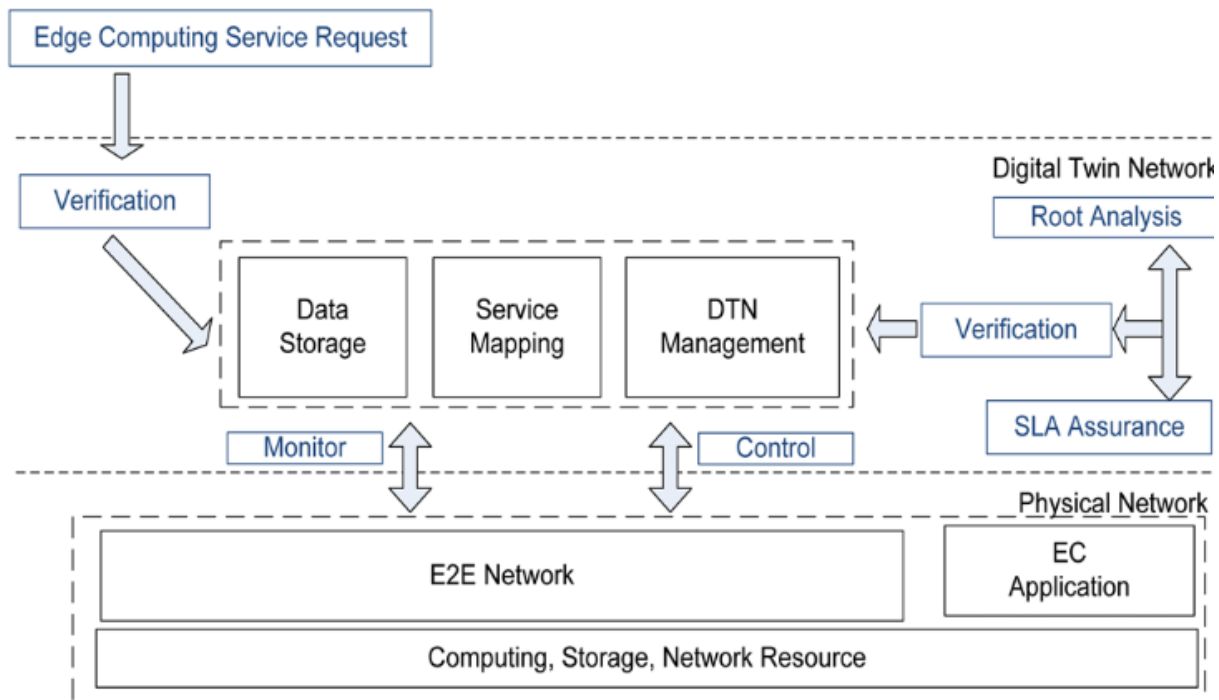 Edge Computing Service Request
Digital Twin Network
Verification
Root Analysis
Data
Storage
Service
Mapping
DTN
Management
Verification
SLA Assurance
Monitor
Control
Physical Network
E2E Network
EC
Application
Computing, Storage, Network Resource